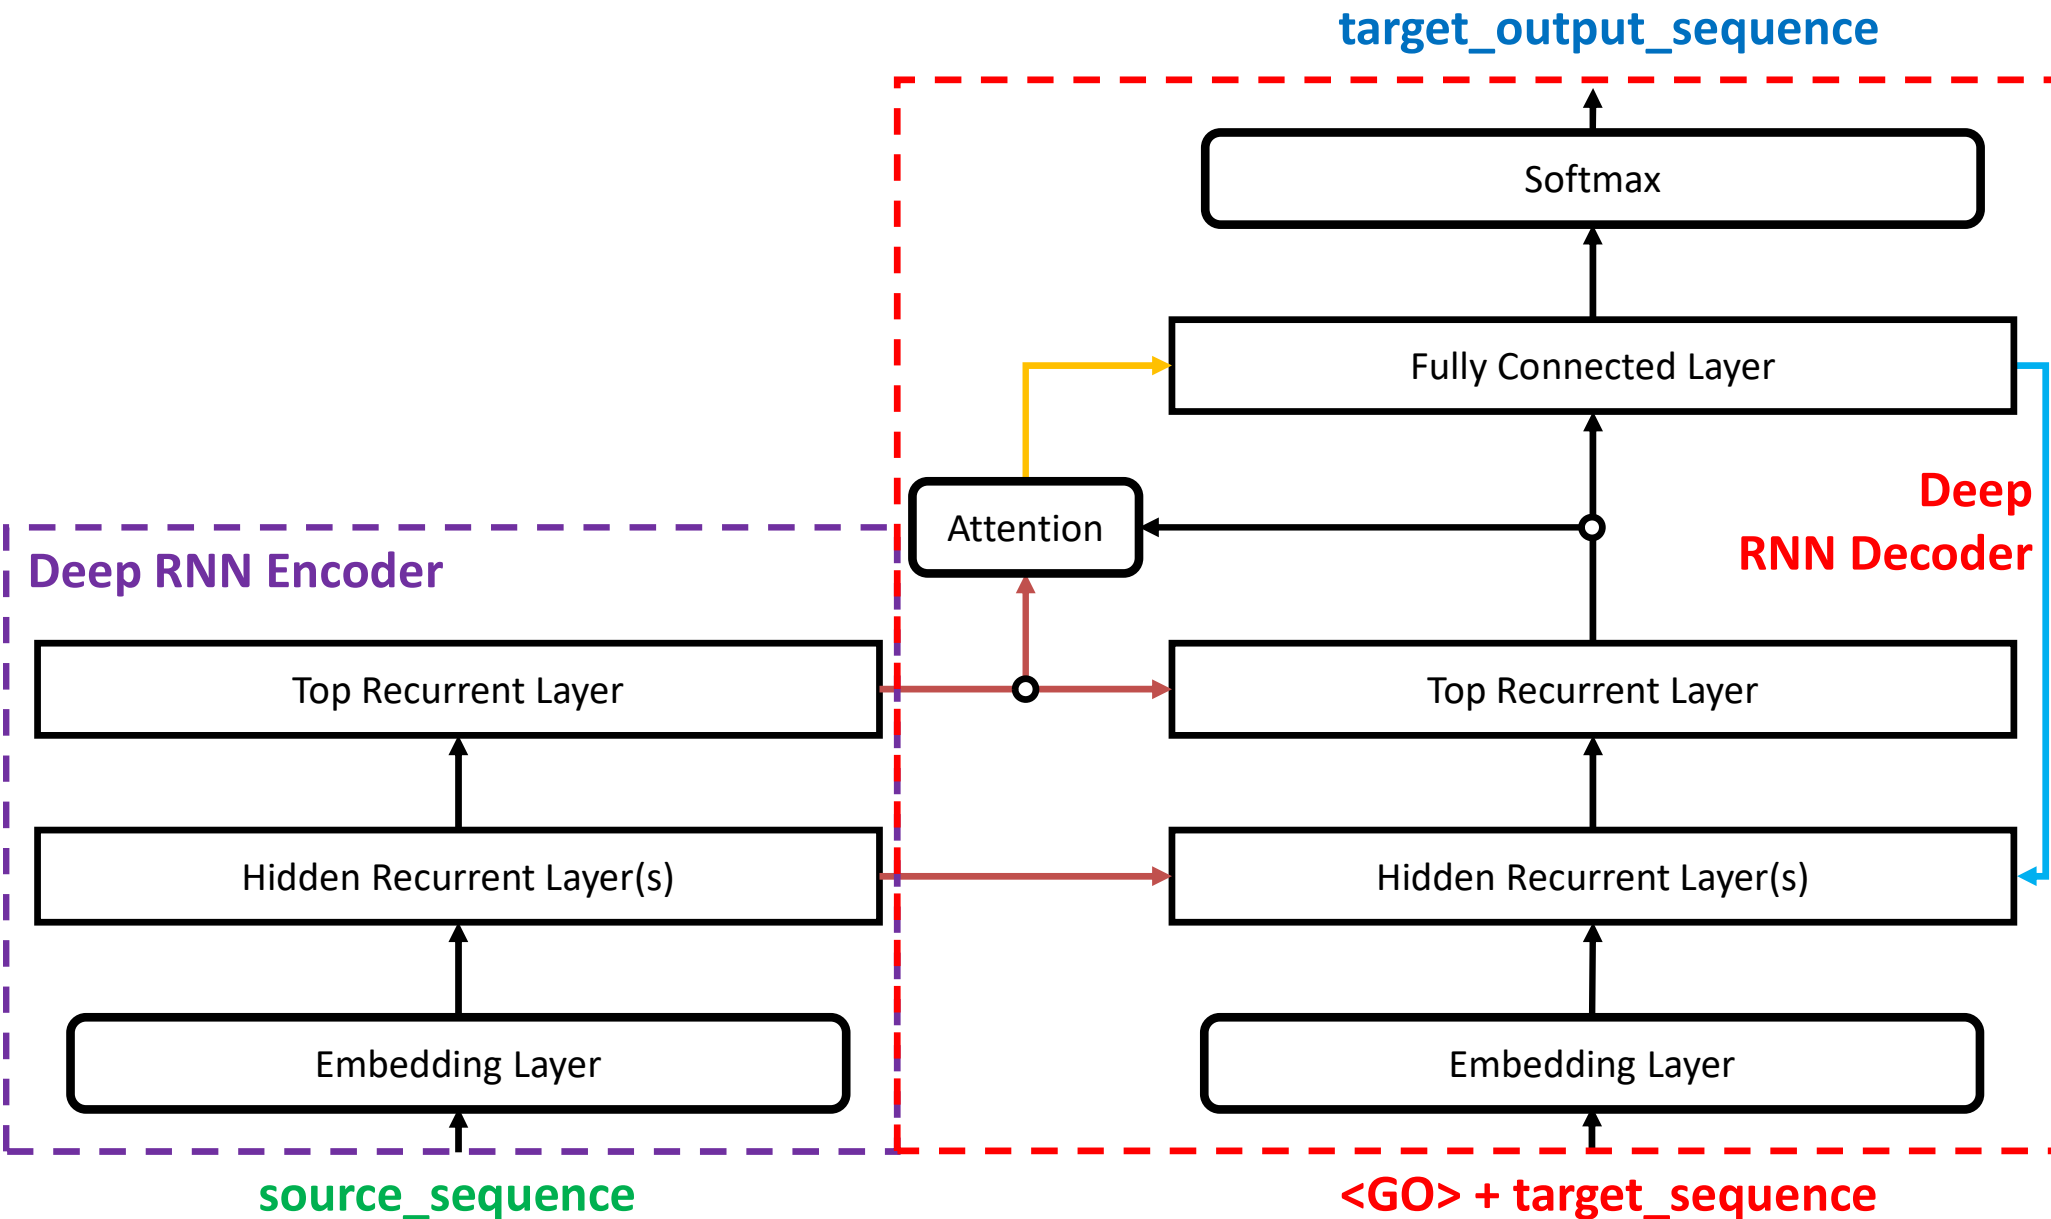 target_output_sequence
Softmax
Fully Connected Layer
Attention
Deep
RNN Decoder
Deep RNN Encoder
Top Recurrent Layer
Top Recurrent Layer
Hidden Recurrent Layer(s)
Hidden Recurrent Layer(s)
Embedding Layer
Embedding Layer
source_sequence
<GO> + target_sequence